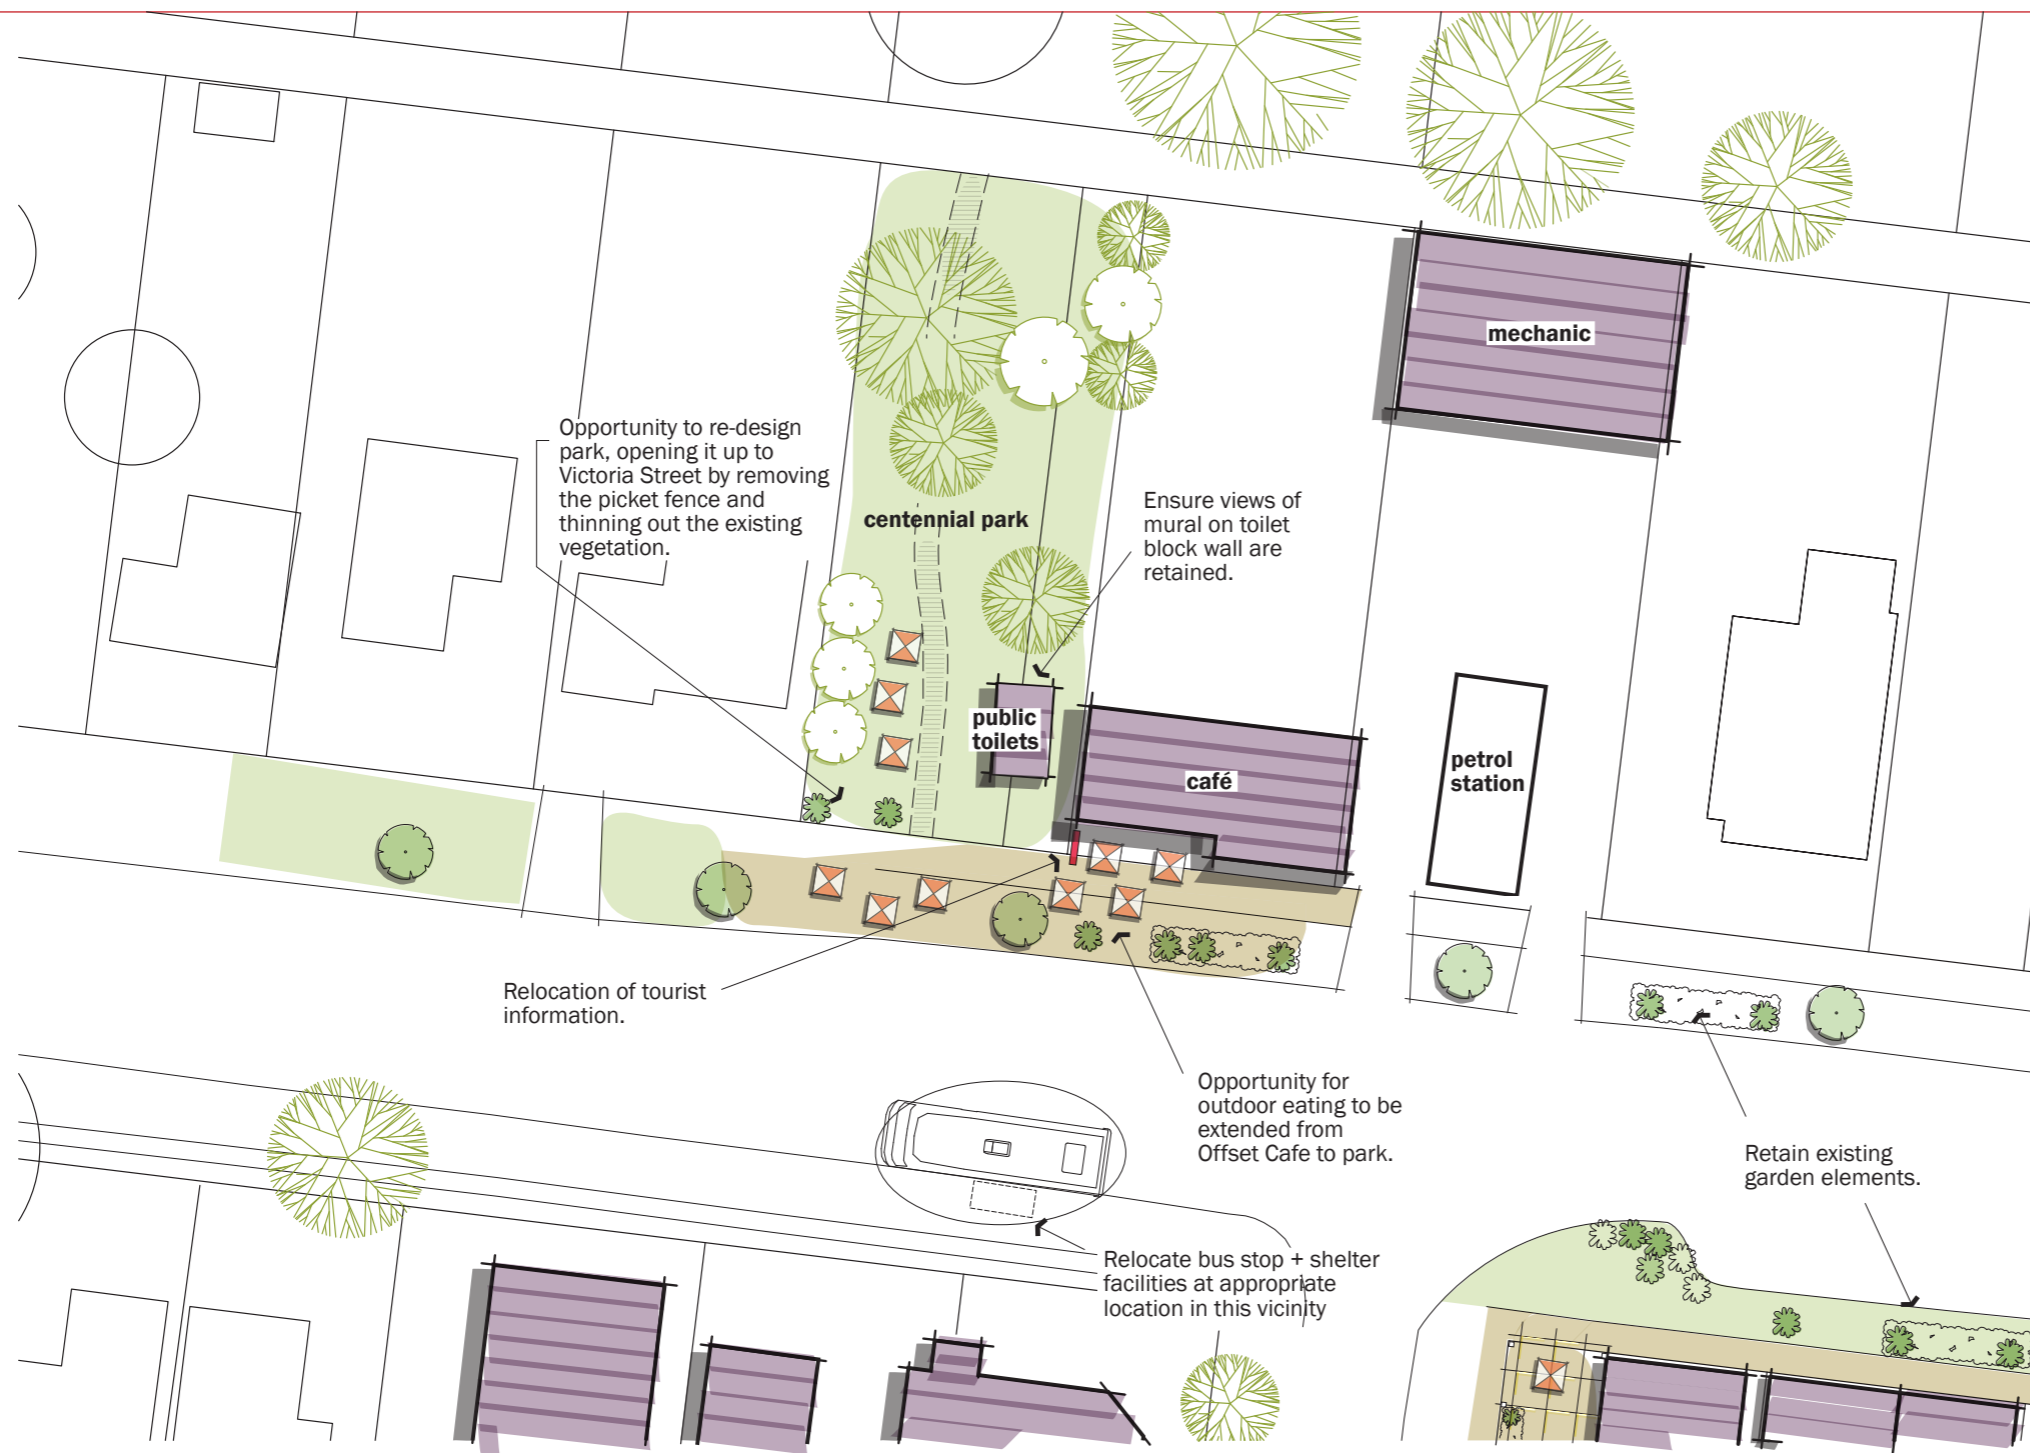 mechanic
Opportunity to re-design
park, opening it up to
Victoria Street by removing
the picket fence and
thinning out the existing
vegetation.
centennial park
Ensure views of
mural on toilet
block wall are
retained.
public
toilets
café
petrol
station
Relocation of tourist
information.
Opportunity for
outdoor eating to be
extended from
Offset Cafe to park.
Retain existing
garden elements.
Relocate bus stop + shelter
facilities at appropriate
location in this vicinity